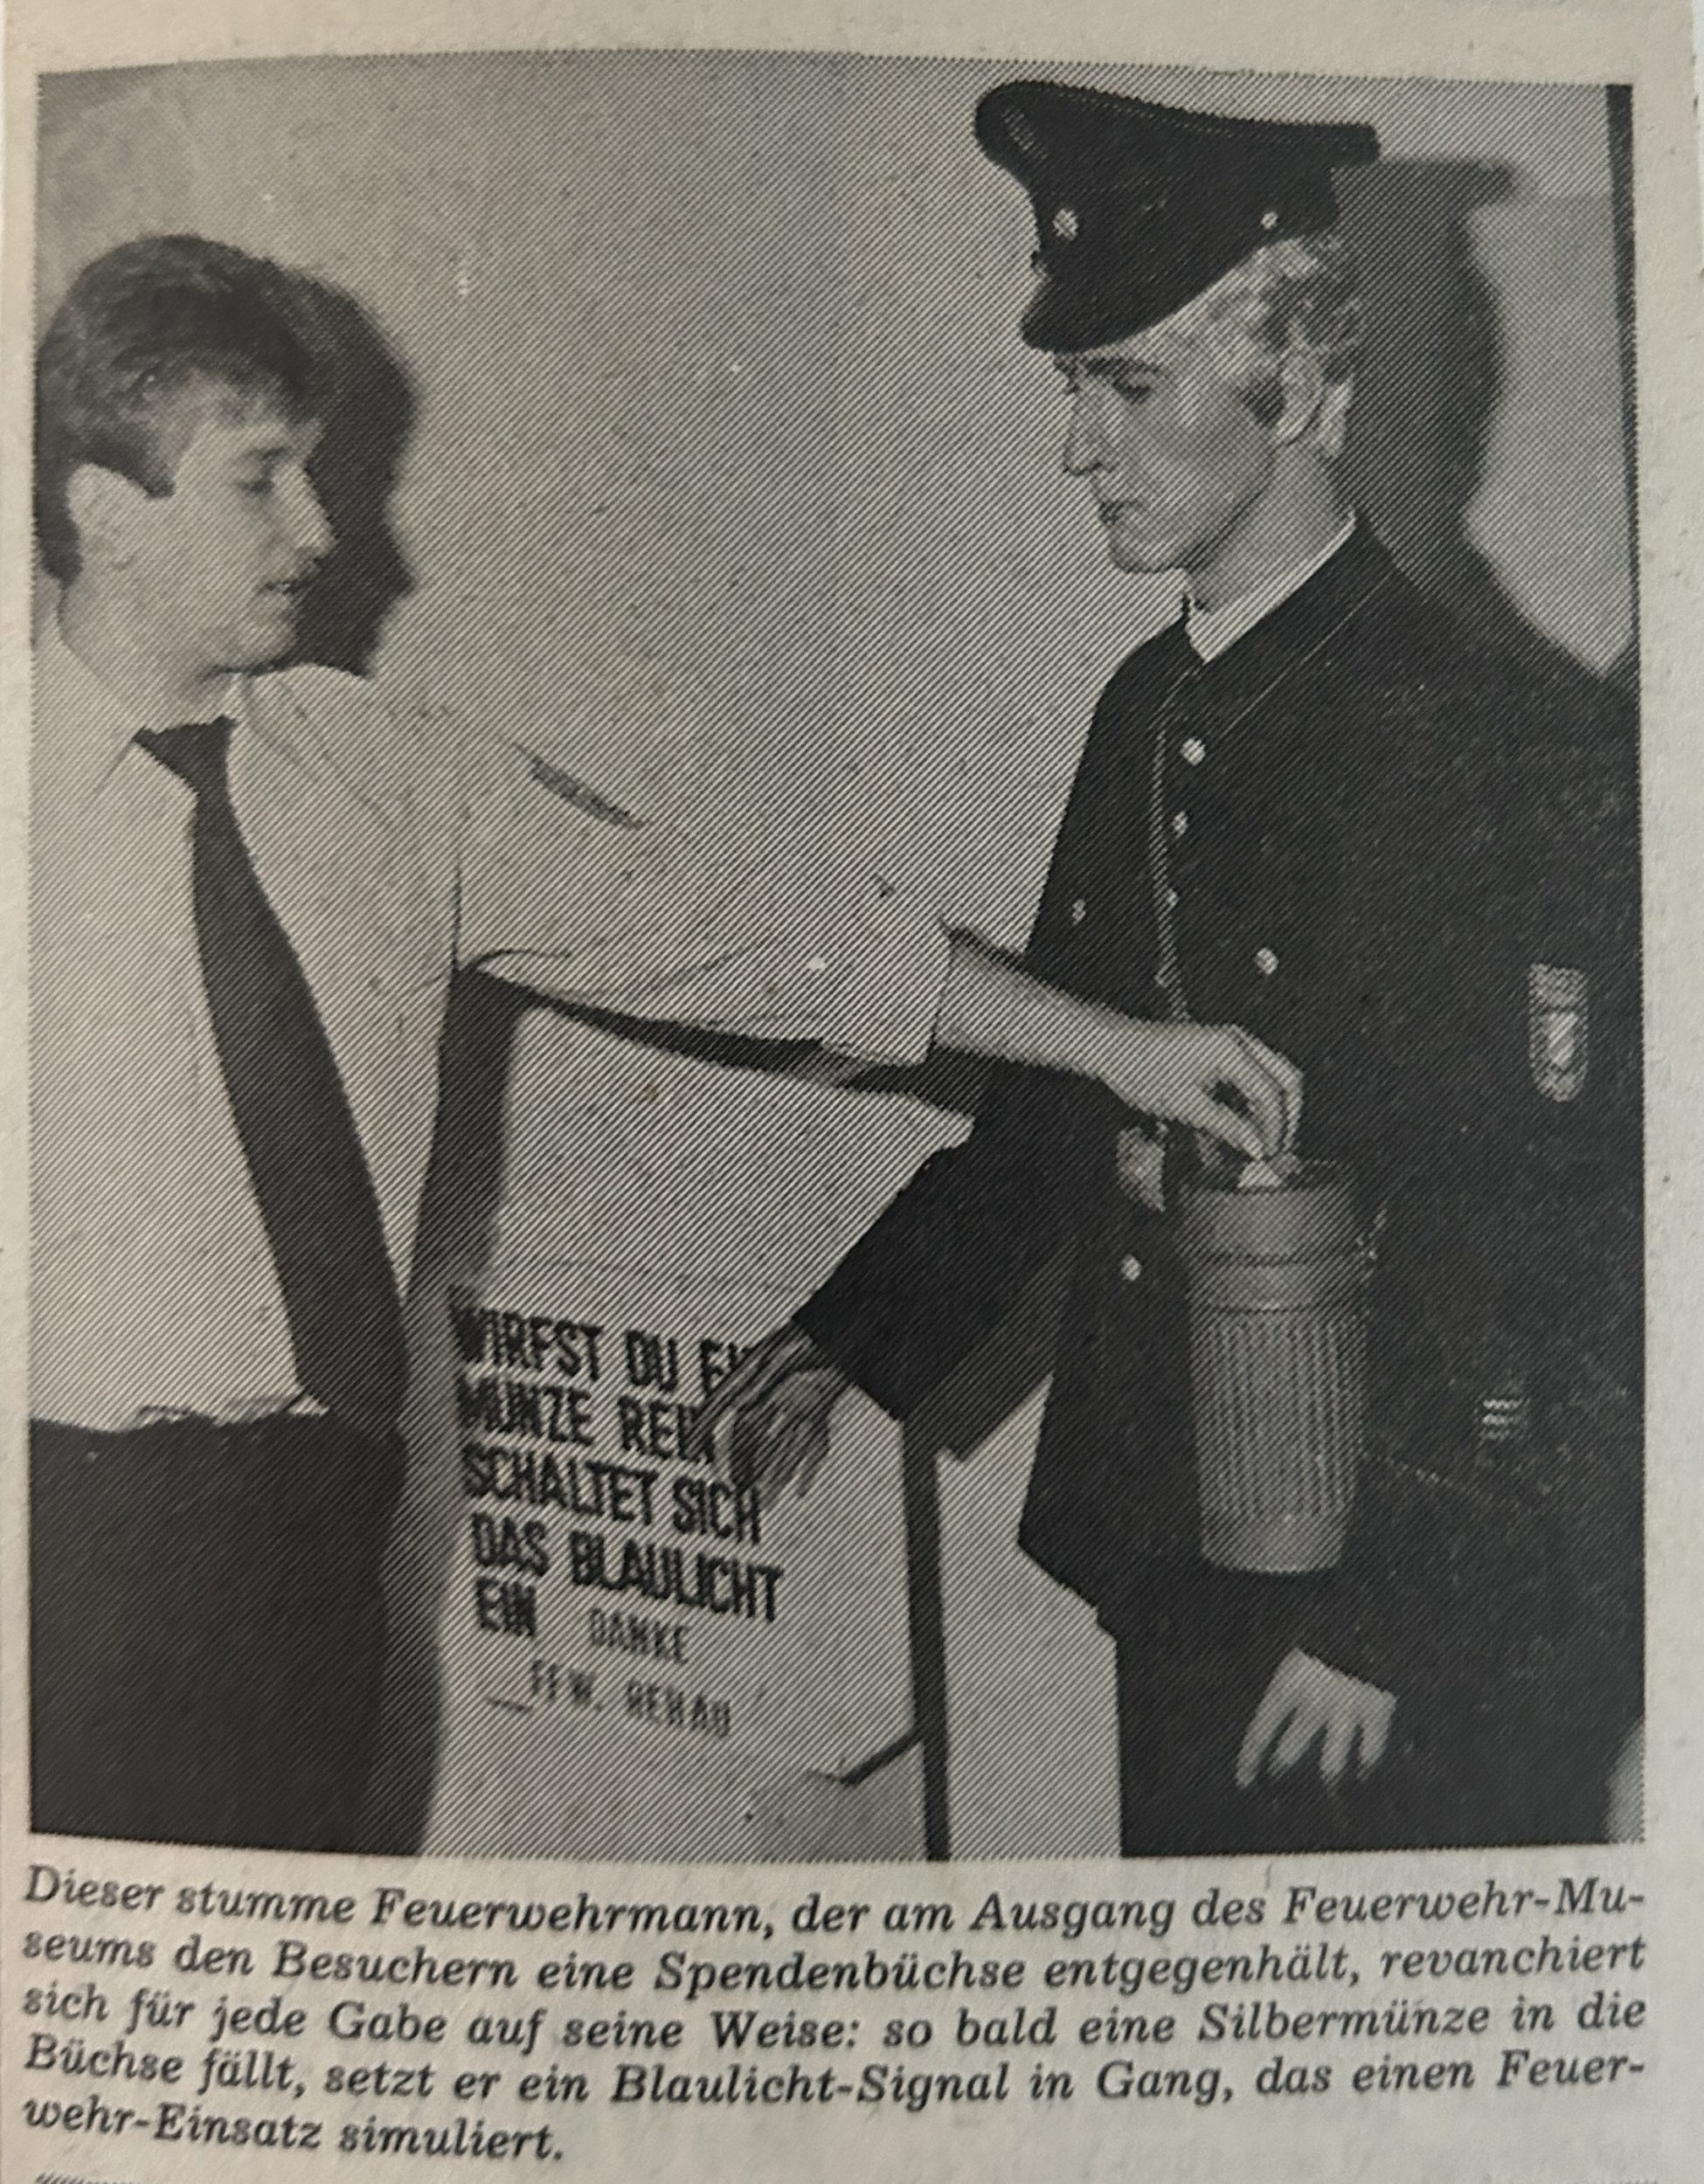 WIRFST DU
MÜNZE REIN
SCHALTET SICH
DAS BLAULICHT
EIN DANKE
FFW. REHAU
Dieser stumme Feuerwehrmann, der am Ausgang des Feuerwehr-Mu-
seums den Besuchern eine Spendenbüchse entgegenhält, revanchiert
sich für jede Gabe auf seine Weise: so bald eine Silbermünze in die
Büchse fällt, setzt er ein Blaulicht-Signal in Gang, das einen Feuer-
wehr-Einsatz simuliert.